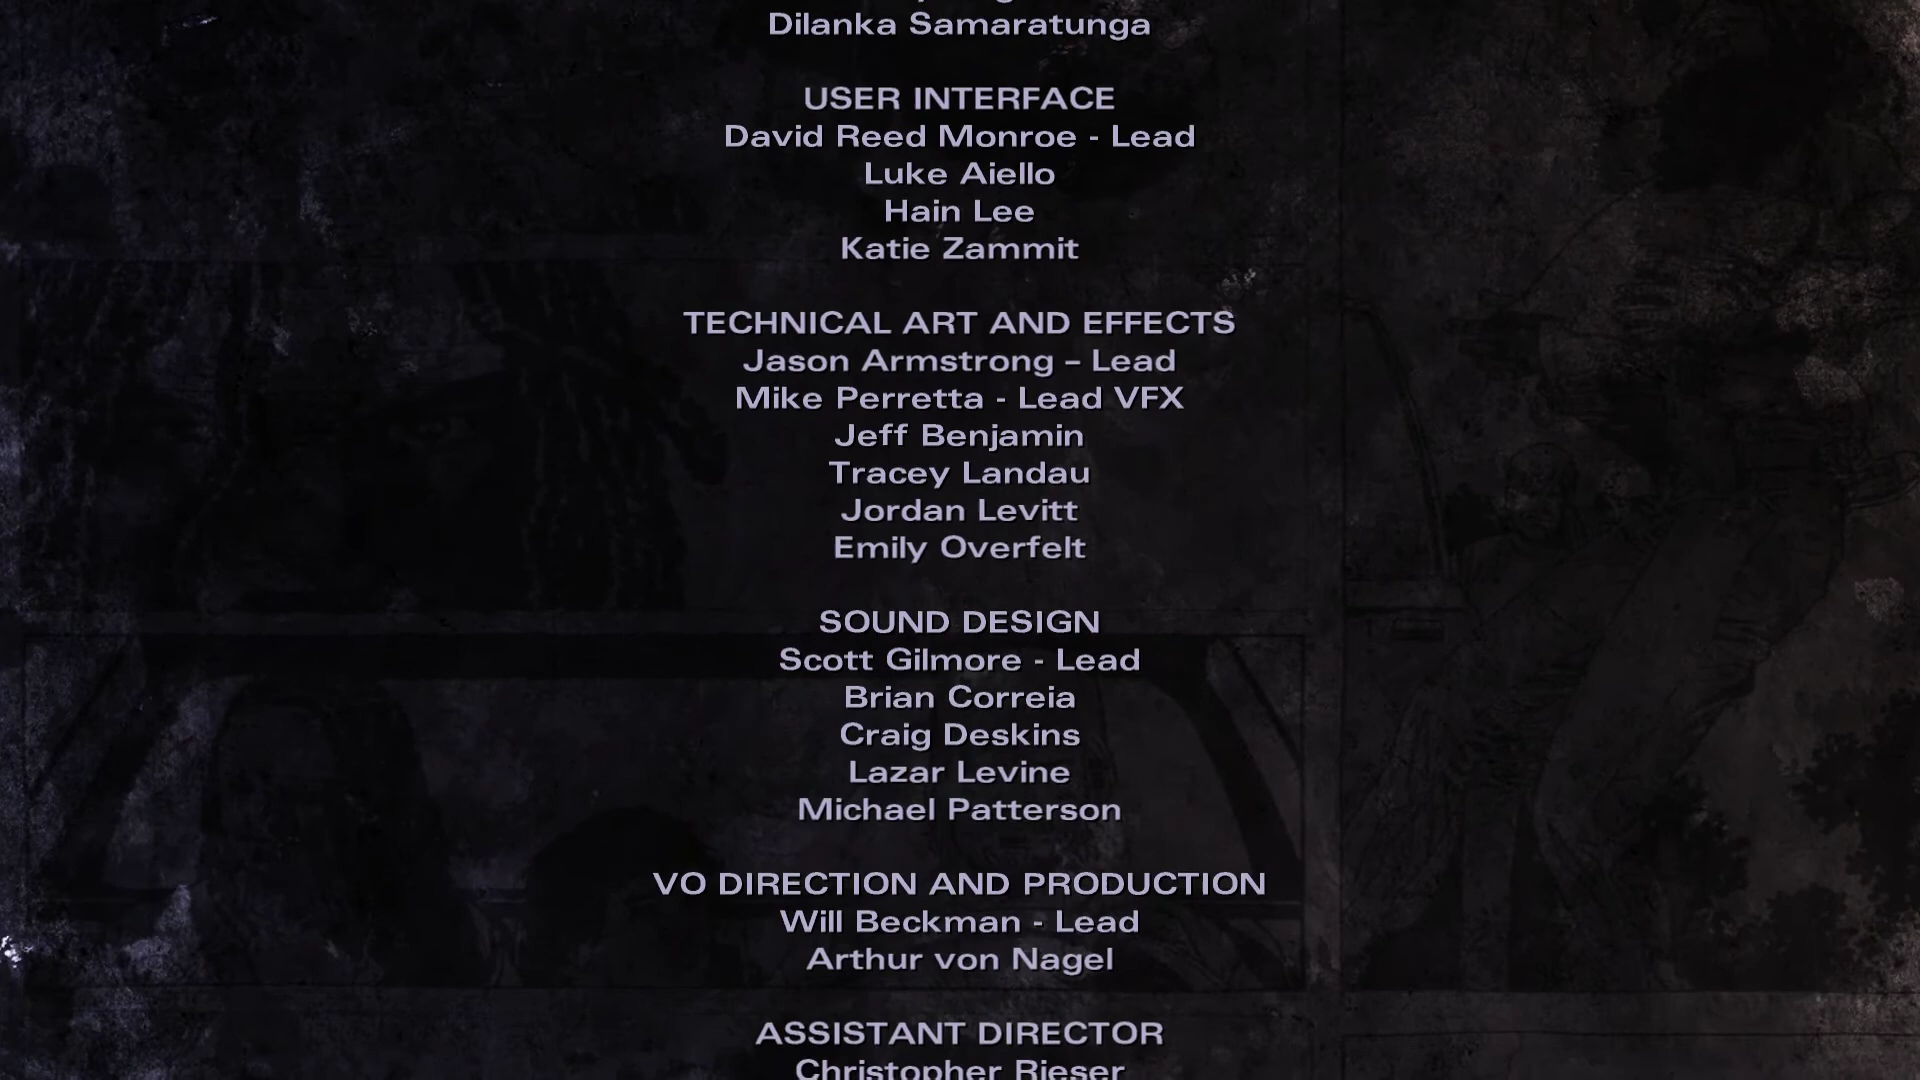 Dilanka Samaratunga
USER INTERFACE
David Reed Monroe - Lead
Luke Aiello
Hain Lee
Katie Zammit
TECHNICAL ART AND EFFECTS
Jason Armstrong – Lead
Mike Perretta - Lead VFX
Jeff Benjamin
Tracey Landau
Jordan Levitt
Emily Overfelt
SOUND DESIGN
Scott Gilmore - Lead
Brian Correia
Craig Deskins
Lazar Levine
Michael Patterson
VO DIRECTION AND PRODUCTION
Will Beckman - Lead
Arthur von Nagel
ASSISTANT DIRECTOR
Christopher Rieser